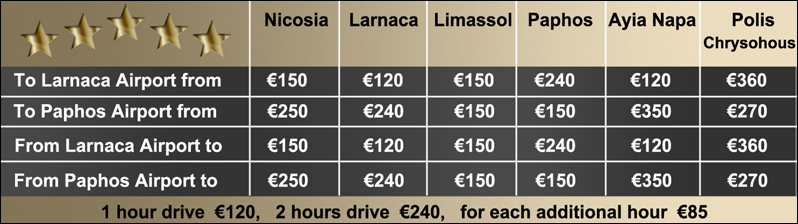 Nicosia Larnaca Limassol Paphos Ayia Napa Polis Chrysohous
To Larnaca Airport from €150 €120 €150 €240 €120 €360
To Paphos Airport from €250 €240 €150 €150 €350 €270
From Larnaca Airport to €150 €120 €150 €240 €120 €360
From Paphos Airport to €250 €240 €150 €150 €350 €270
1 hour drive €120, 2 hours drive €240, for each additional hour €85